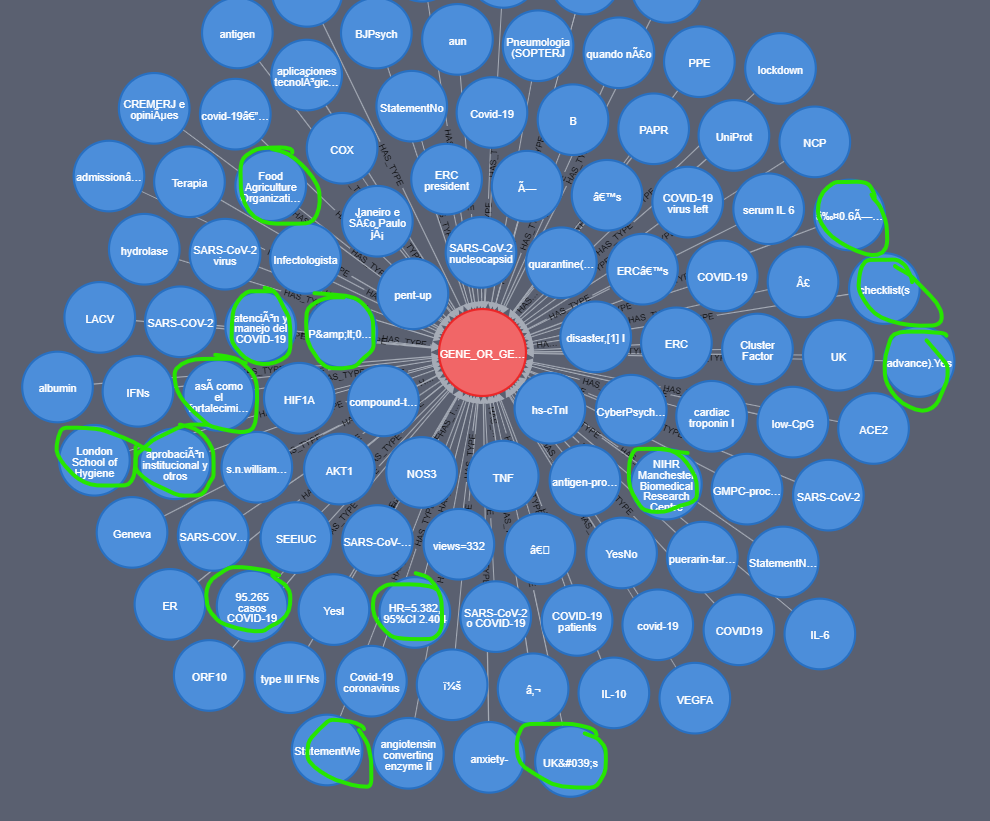 antigen
BJPsych
aun
Pneumologia
(SOPTERJ
quando nÃ£o
PPE
lockdown
aplicaciones
tecnolÃ³gic...
CREMERJ e
opiniÃµes
covid-19â€“...
StatementNo
Covid-19
B
PAPR
UniProt
NCP
COX
admissionâ...
Terapia
Food
Agriculture
Organizati...
ERC
president
Ã—
â€™s
COVID-19
virus left
serum IL 6
Janeiro e
SÃ£o Paulo
jÃ¡
hydrolase
SARS-CoV-2
virus
Infectologista
SARS-CoV-2
nucleocapsid
quarantine(...
ERCâ€™s
COVID-19
Â£
checklist(s
pent-up
LACV
SARS-COV-2
atenciÃ³n y
manejo del
COVID-19
P&amp;lt;0...
GENE_OR_GE...
disaster,[1] I
ERC
Cluster
Factor
UK
advance).Yes
albumin
IFNs
asÃ­ como
el
fortalecimi...
HIF1A
compound-t...
hs-cTnI
CyberPsych...
cardiac
troponin I
low-CpG
ACE2
London
School of
Hygiene
aprobaciÃ³n
institucional y
otros
s.n.william...
AKT1
NOS3
TNF
antigen-pro...
NIHR
Manchester
Biomedical
Research
Centre
GMPC-proc...
SARS-CoV-2
Geneva
SARS-COV...
SEEIUC
SARS-CoV-...
views=332
YesNo
puerarin-tar...
StatementN...
ER
95.265
casos
COVID-19
YesI
HR=5.382,
95%CI 2.404
SARS-CoV-2
o COVID-19
COVID-19
patients
covid-19
COVID19
IL-6
ORF10
type III IFNs
Covid-19
coronavirus
ï¼š
â‚¬
IL-10
VEGFA
StatementWe
angiotensin
converting
enzyme II
anxiety-
UK&#039;s
HAS_TYPE